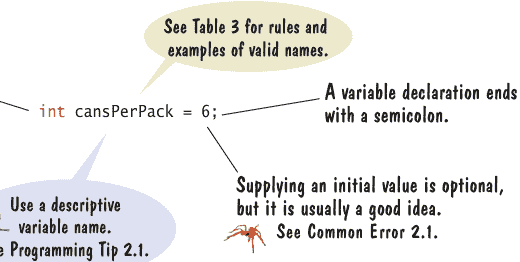 See Table 3 for rules and
examples of valid names.
int cansPerPack = 6;
A variable declaration ends
with a semicolon.
Supplying an initial value is optional,
but it is usually a good idea.
See Common Error 2.1.
Use a descriptive
variable name.
Programming Tip 2.1.